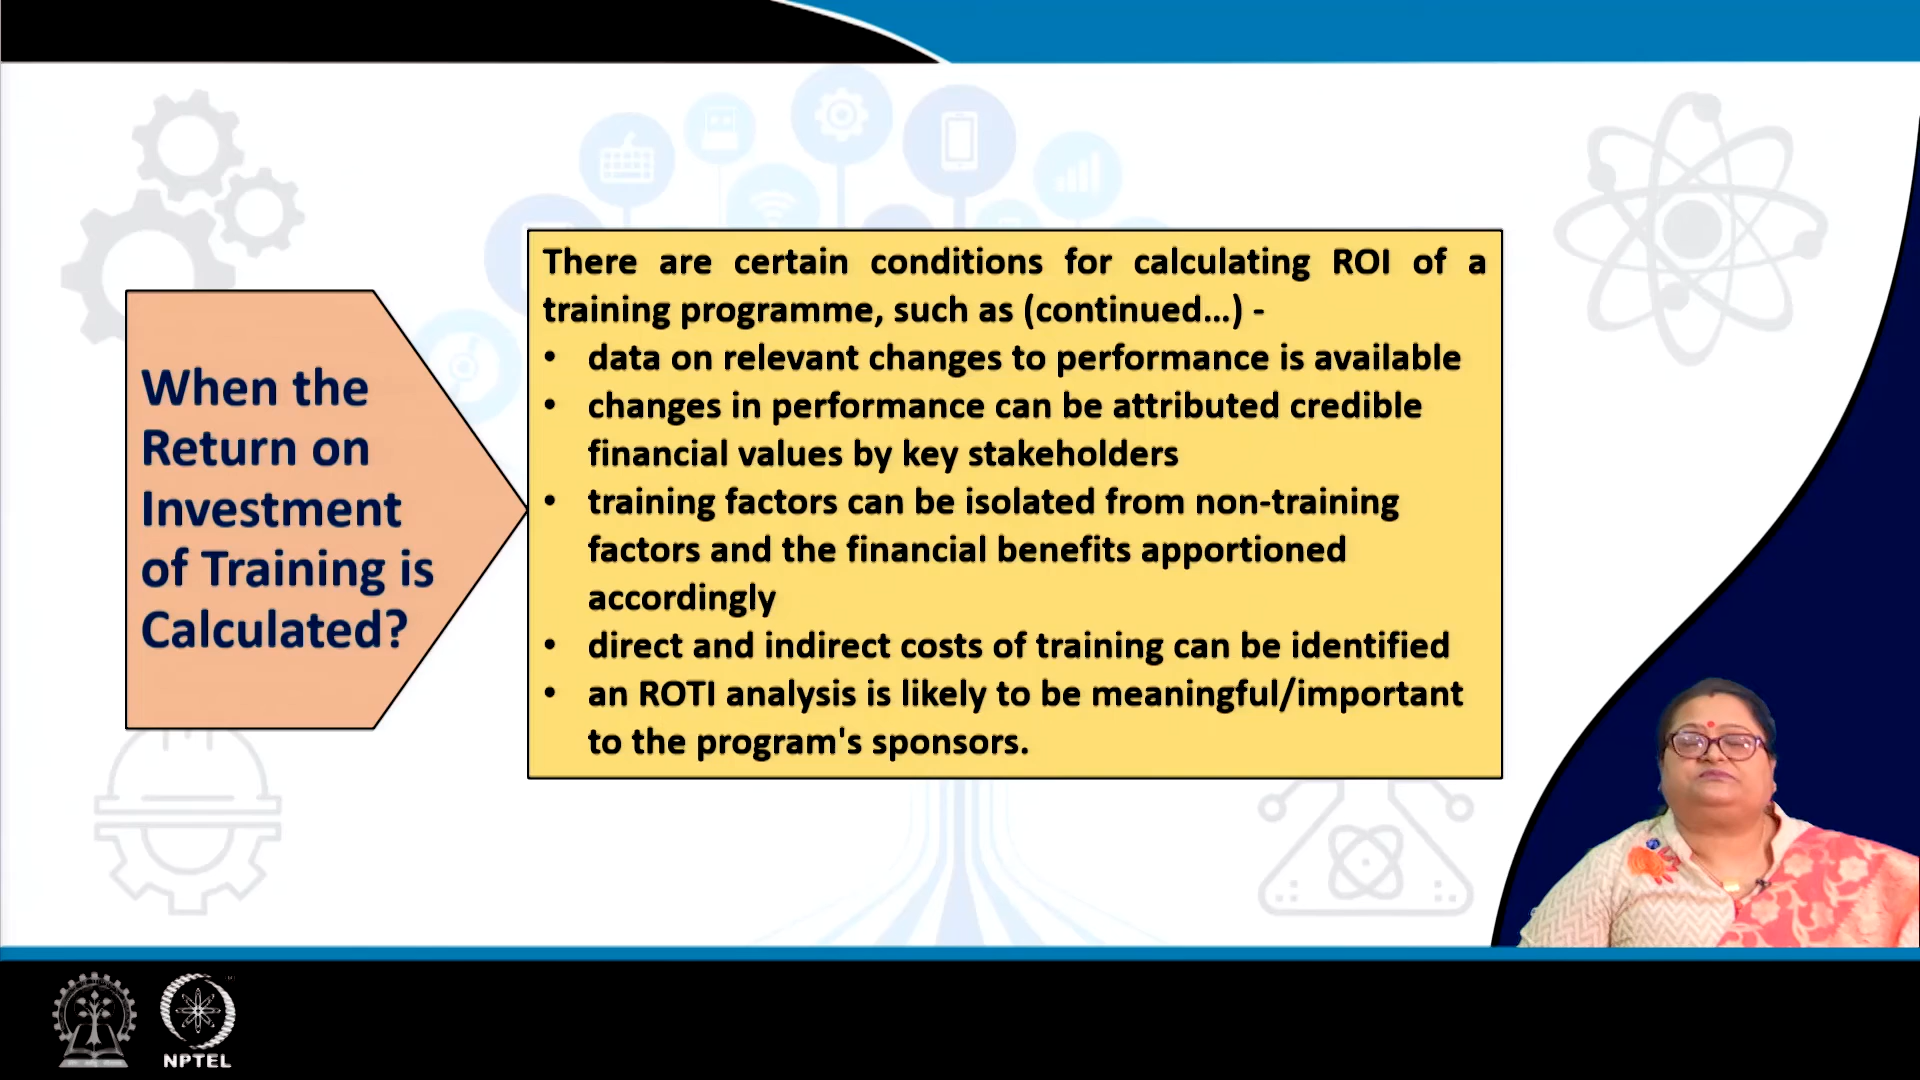 When the
Return on
Investment
of Training is
Calculated?
There are certain conditions for calculating ROI of a
training programme, such as (continued...) -
• data on relevant changes to performance is available
• changes in performance can be attributed credible
financial values by key stakeholders
• training factors can be isolated from non-training
factors and the financial benefits apportioned
accordingly
• direct and indirect costs of training can be identified
• an ROTI analysis is likely to be meaningful/important
to the program's sponsors.
NPTEL